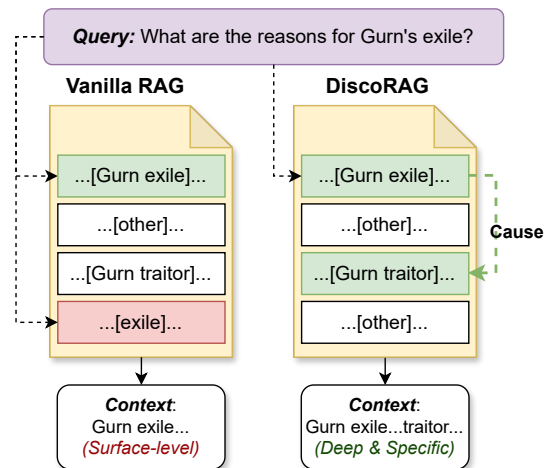 Query: What are the reasons for Gurn's exile?
Vanilla RAG
...[Gurn exile]...
...[other]...
...[Gurn traitor]...
...[exile]...
Context:
Gurn exile...
(Surface-level)
DiscoRAG
...[Gurn exile]...
...[other]...
Cause
...[Gurn traitor]...
...[other]...
Context:
Gurn exile...traitor...
(Deep & Specific)